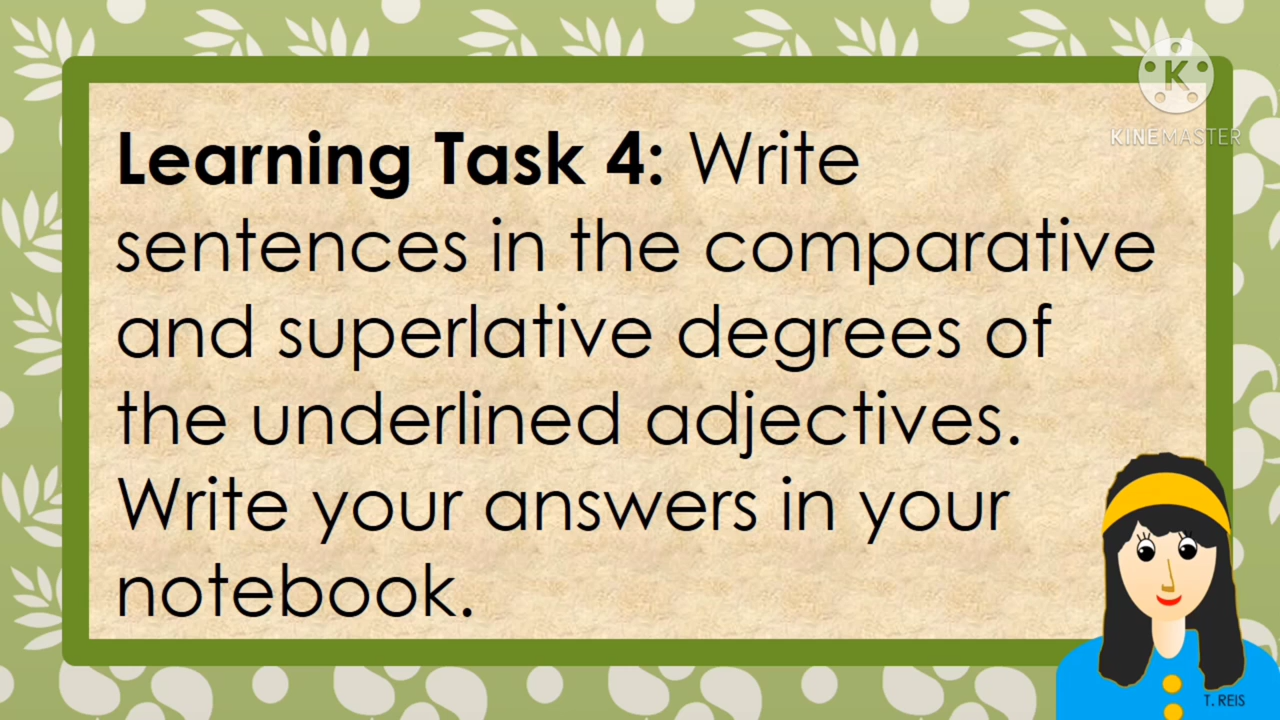 Learning Task 4: Write
sentences in the comparative
and superlative degrees of
the underlined adjectives.
Write your answers in your
notebook.
K
KINEMASTER
T. REIS